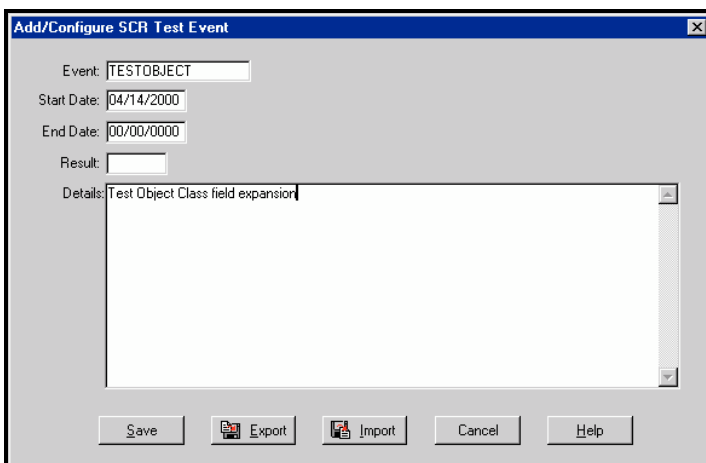 Add/Configure SCR Test Event
Event: TESTOBJECT
Start Date: 04/14/2000
End Date: 00/00/0000
Result:
Details: Test Object Class field expansion
Save Export Import Cancel Help